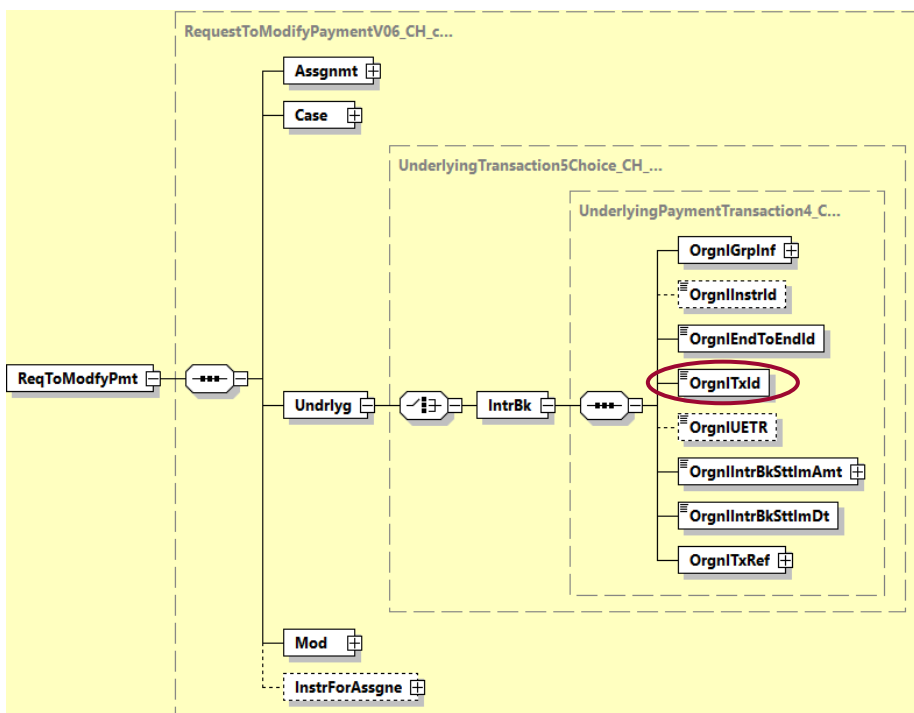 RequestToModifyPaymentV06_CH_c...
Assgnmt
Case
UnderlyingTransaction5Choice_CH_...
UnderlyingPaymentTransaction4_C...
OrgnlGrpInf
OrgnlInstrId
OrgnlEndToEndId
ReqToModfyPmt
OrgnlTxId
Undrlyg
IntrBk
OrgnlUETR
OrgnlIntrBkSttlmAmt
OrgnlIntrBkSttlmDt
OrgnlTxRef
Mod
InstrForAssgne